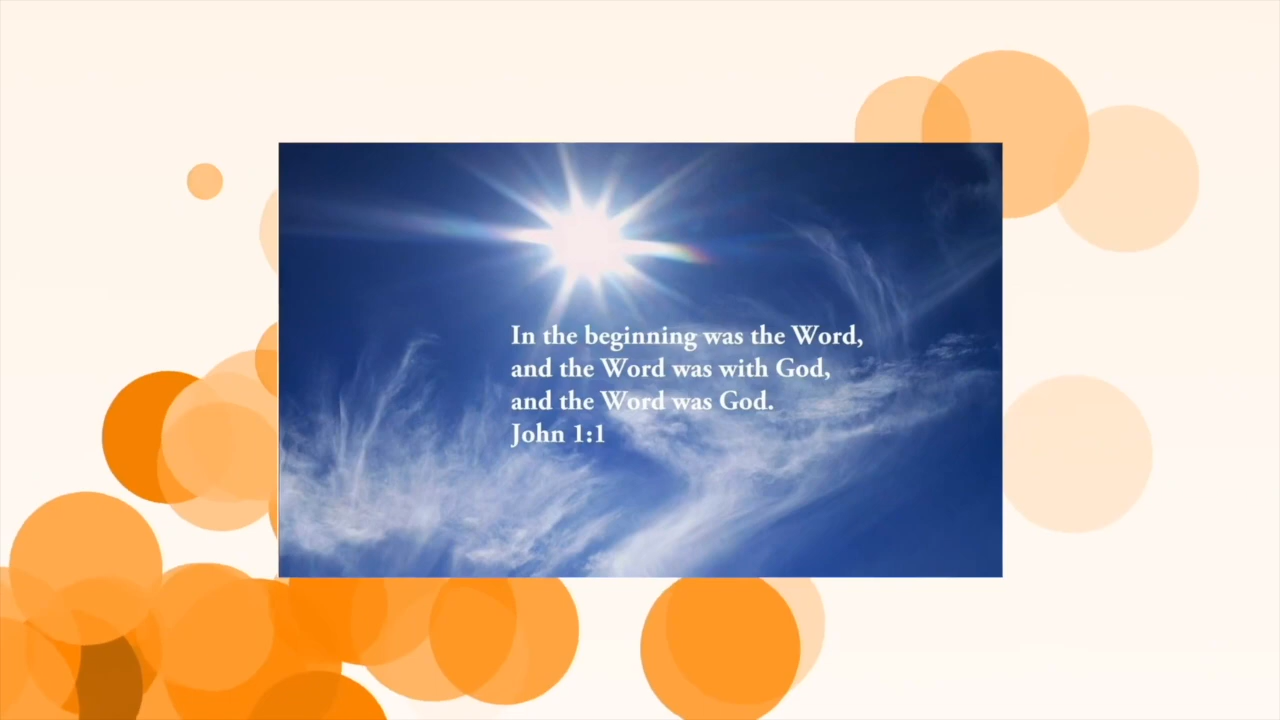 In the beginning was the Word,
and the Word was with God,
and the Word was God.
John 1:1